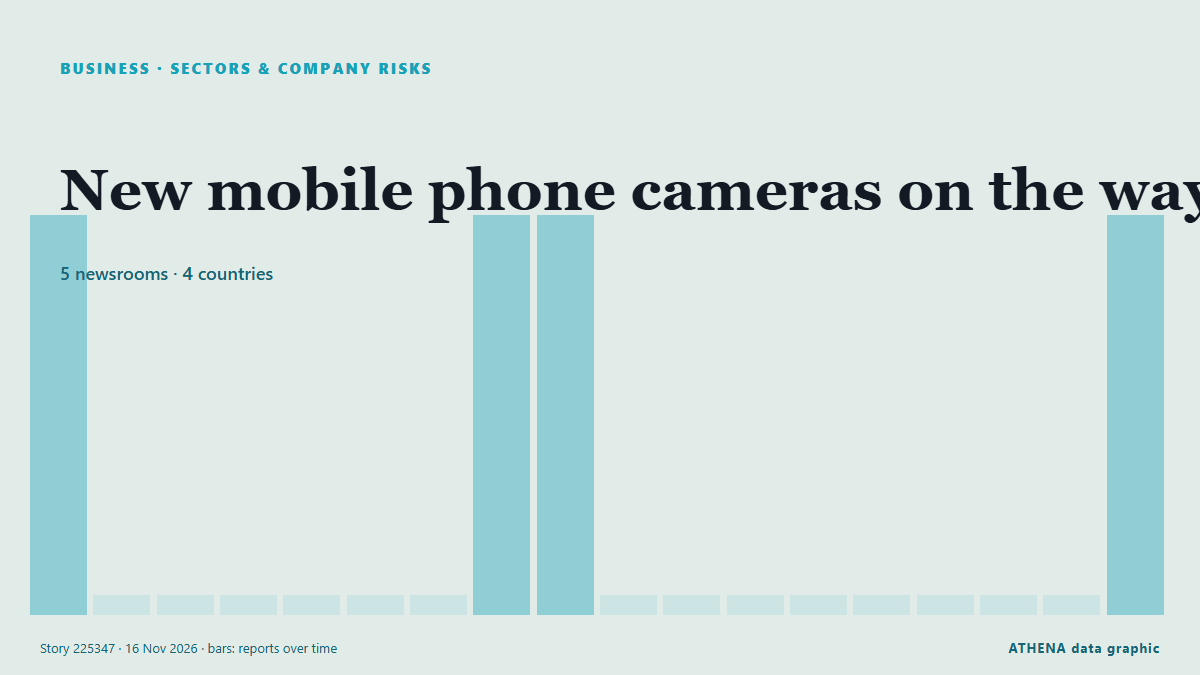 BUSINESS · SECTORS & COMPANY RISKS
New mobile phone cameras on the way
5 newsrooms · 4 countries
Story 225347 · 16 Nov 2026 · bars: reports over time
ATHENA data graphic